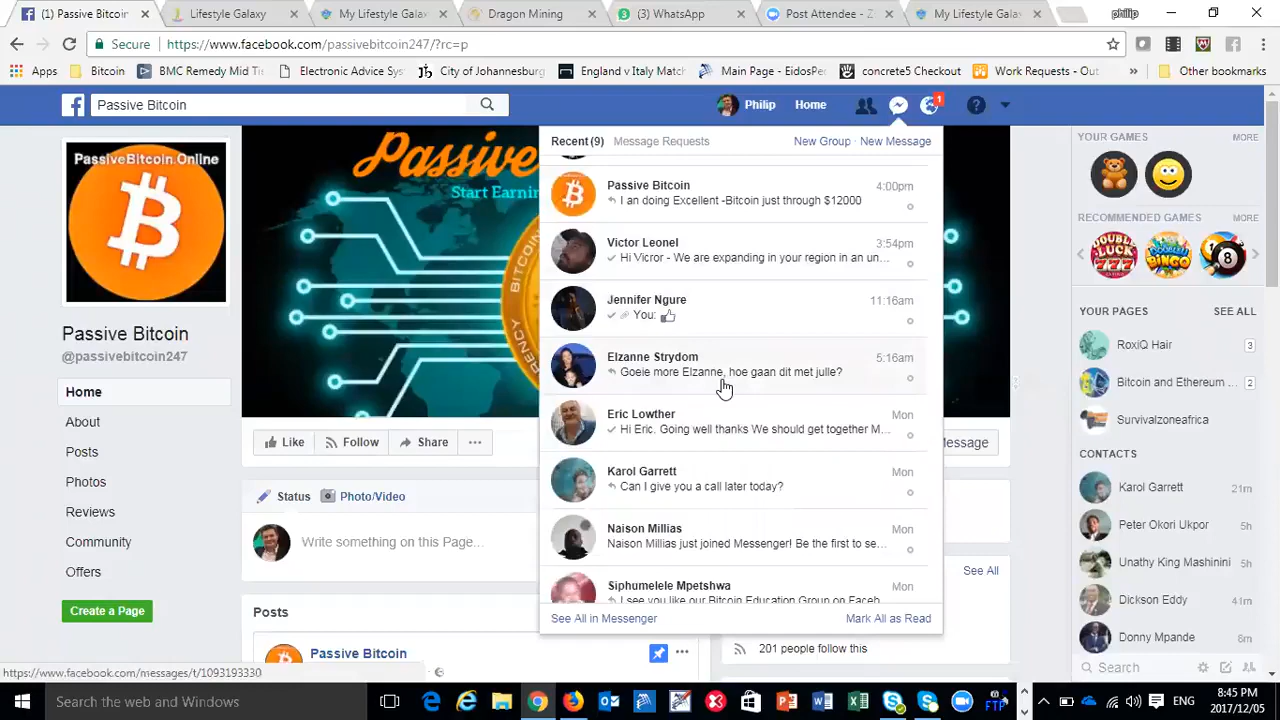 (1) Passive Bitcoin
Lifestyle Galaxy
My Lifestyle Galax
Dragon Mining
(3) WhatsApp
Post Attendee - Z
My Lifestyle Galax
philip
Secure
https://www.facebook.com/passivebitcoin247/?rc=p
Apps
Bitcoin
BMC Remedy Mid Ti
Electronic Advice Sys
City of Johannesburg
England v Italy Matc
Main Page - EidosPed
concrete5 Checkout
Work Requests - Out
»
Other bookmarks
Passive Bitcoin
Philip
Home
1
PassiveBitcoin.Online
Passive
Start Earnin
BITCOIN
Passive Bitcoin
@passivebitcoin247
Home
About
Posts
Photos
Reviews
Community
Offers
Create a Page
Like
Follow
Share
...
Message
Status
Photo/Video
Write something on this Page...
Posts
Passive Bitcoin
...
See All
201 people follow this
Recent (9)
Message Requests
New Group · New Message
Passive Bitcoin
4:00pm
I an doing Excellent -Bitcoin just through $12000
Victor Leonel
3:54pm
Hi Vicror - We are expanding in your region in an un...
Jennifer Ngure
11:16am
You:
Elzanne Strydom
5:16am
Goeie more Elzanne, hoe gaan dit met julle?
Eric Lowther
Mon
Hi Eric. Going well thanks We should get together M...
Karol Garrett
Mon
Can I give you a call later today?
Naison Millias
Mon
Naison Millias just joined Messenger! Be the first to se...
Siphumelele Mpetshwa
Mon
I see you like our Bitcoin Education Group on Faceb
See All in Messenger
Mark All as Read
YOUR GAMES
MORE
RECOMMENDED GAMES
MORE
DOUBLE LUCK 777
DOUBLE BINGO
8
YOUR PAGES
SEE ALL
RoxiQ Hair
3
Bitcoin and Ethereum ...
2
Survivalzoneafrica
CONTACTS
Karol Garrett
21m
Peter Okori Ukpor
5h
Unathy King Mashinini
5h
Dickson Eddy
41m
Donny Mpande
6m
Search
https://www.facebook.com/messages/t/1093193330
Search the web and Windows
FTP
ENG
8:45 PM
2017/12/05